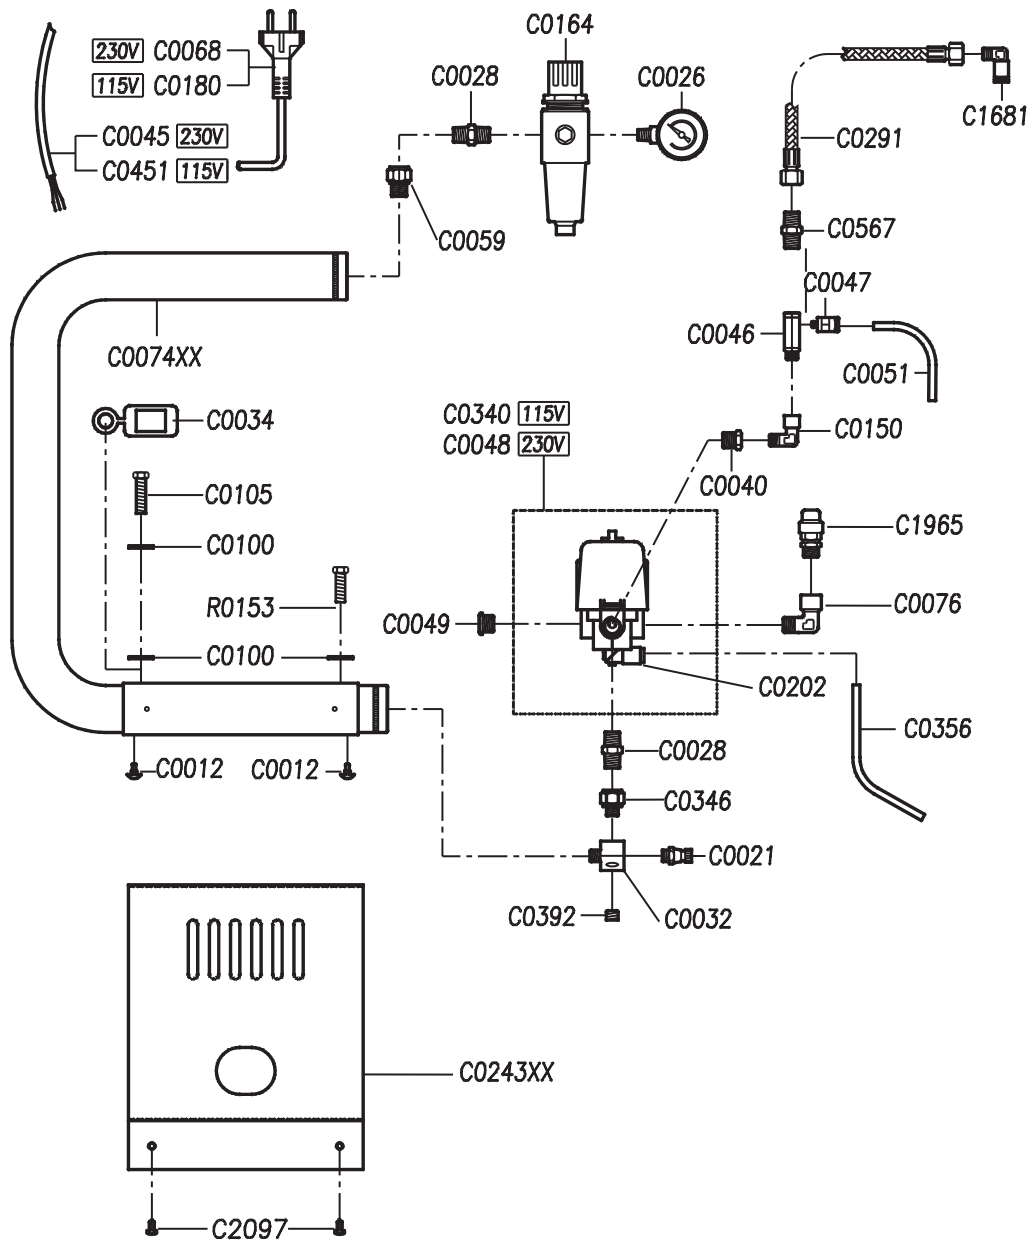 C0164
230V C0068
C0028
C0026
115V C0180
C1681
C0045 230V
C0291
C0451 115V
C0059
C0567
C0047
C0046
C0074XX
C0051
C0340 115V
C0034
C0150
C0048 230V
C0040
C0105
C1965
C0100
R0153
C0076
C0049
C0100
C0202
C0356
C0028
C0012
C0012
C0346
C0021
C0392
C0032
C0243XX
C2097